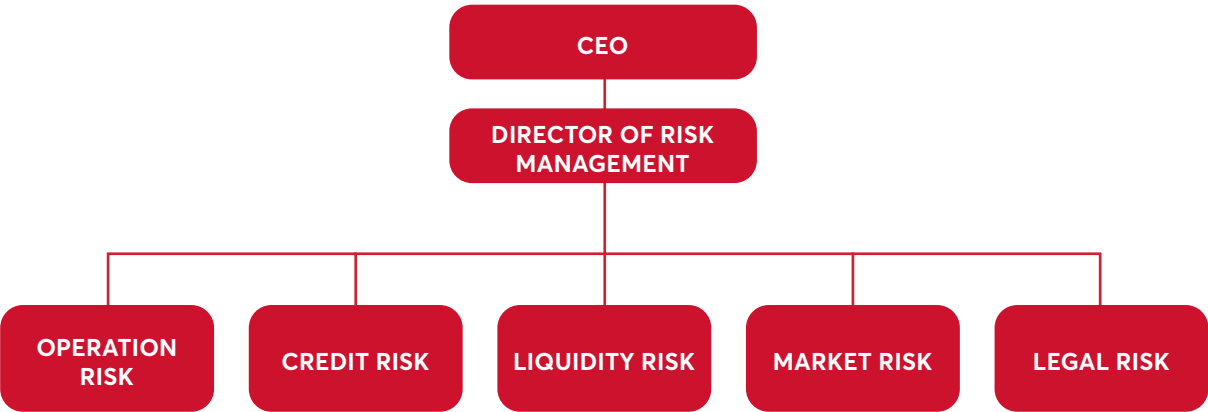 CEO
DIRECTOR OF RISK
MANAGEMENT
OPERATION
RISK
CREDIT RISK
LIQUIDITY RISK
MARKET RISK
LEGAL RISK